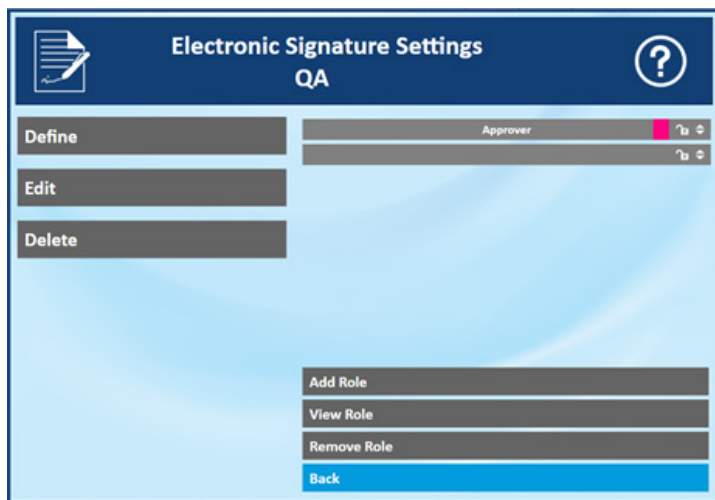 Electronic Signature Settings
QA
?
Define
Edit
Delete
Approver
Add Role
View Role
Remove Role
Back